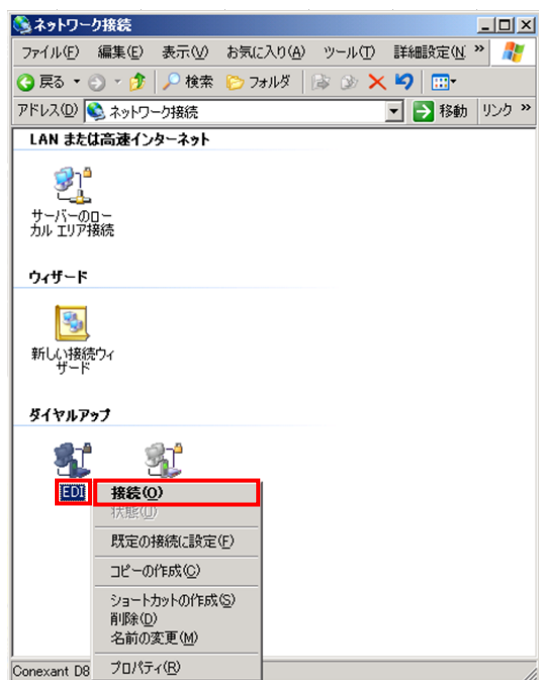 ネットワーク接続
ファイル(F) 編集(E) 表示(V) お気に入り(A) ツール(T) 詳細設定(N) »
戻る 検索 フォルダ
アドレス(D) ネットワーク接続 移動 リンク »
LAN または高速インターネット
サーバーのロー
カル エリア接続
ウィザード
新しい接続ウィ
ザード
ダイヤルアップ
EDI
接続(O)
状態(U)
既定の接続に設定(F)
コピーの作成(C)
ショートカットの作成(S)
削除(D)
名前の変更(M)
プロパティ(R)
Conexant D8